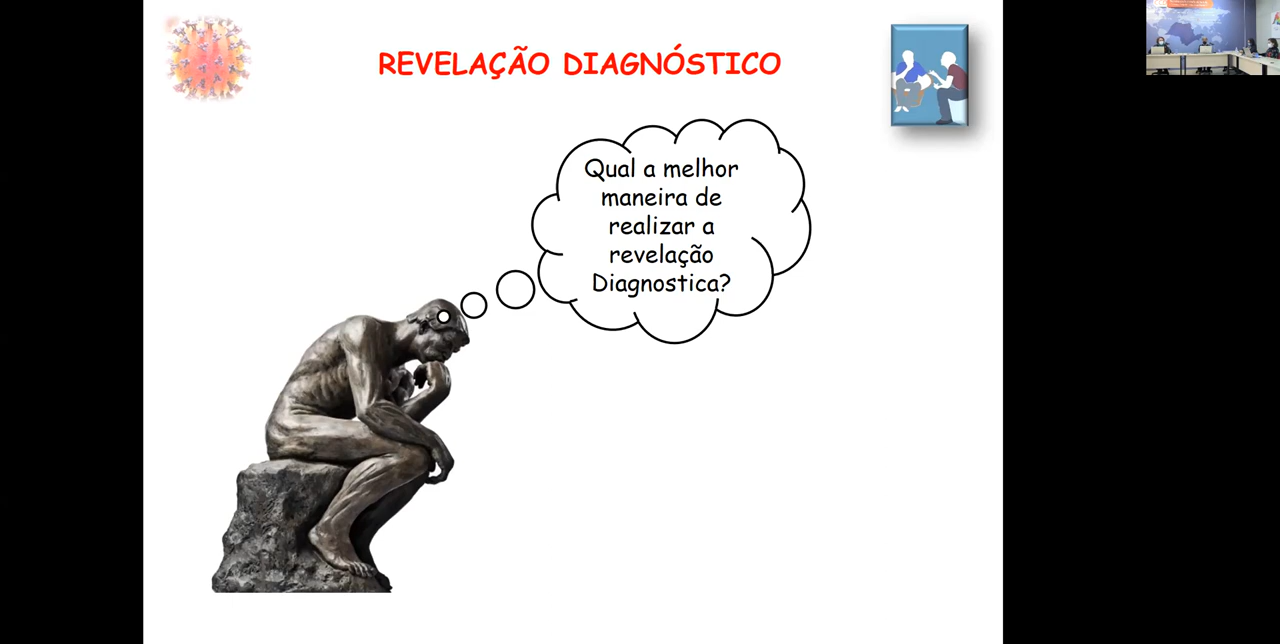 REVELAÇÃO DIAGNÓSTICO
Qual a melhor
maneira de
realizar a
revelação
Diagnostica?